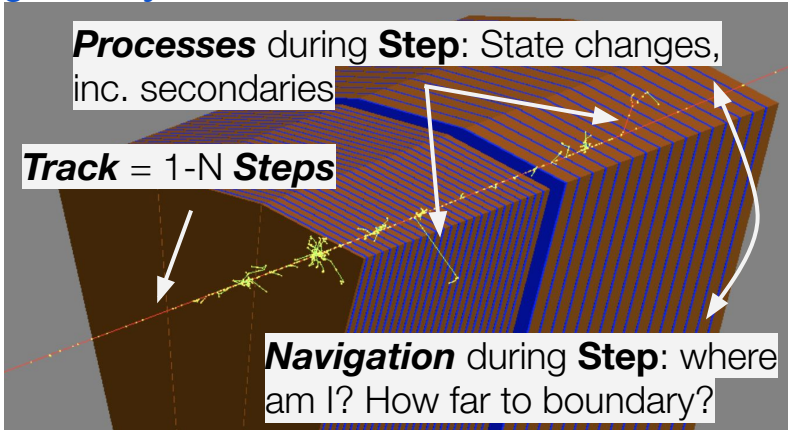 Processes during Step: State changes,
inc. secondaries
Track = 1-N Steps
Navigation during Step: where
am I? How far to boundary?